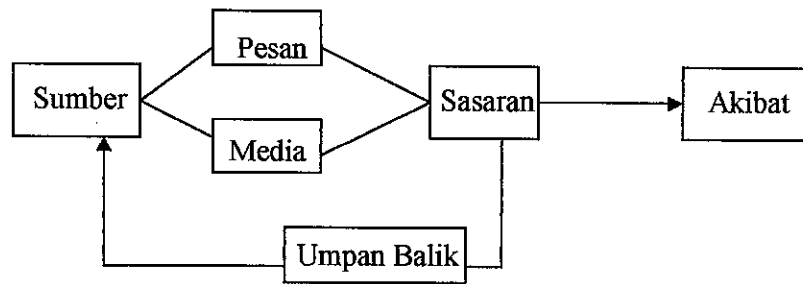 Pesan
Sumber
Sasaran
Akibat
Media
Umpan Balik